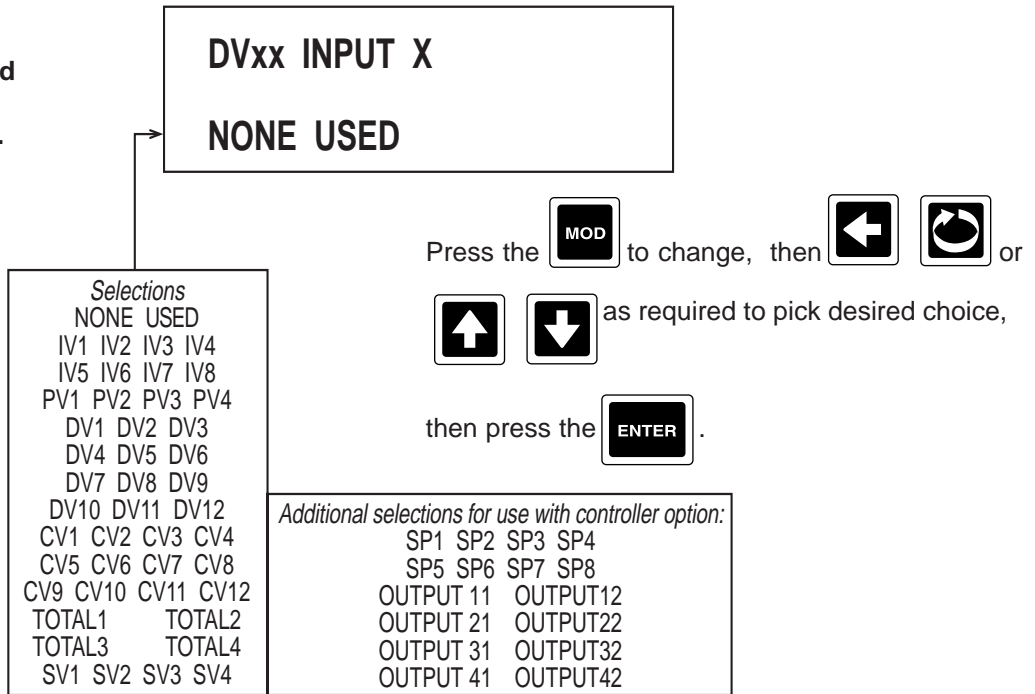 d
.
DVxx INPUT X
NONE USED
Press the MOD to change, then or
as required to pick desired choice,
then press the ENTER .
Selections
NONE USED
IV1 IV2 IV3 IV4
IV5 IV6 IV7 IV8
PV1 PV2 PV3 PV4
DV1 DV2 DV3
DV4 DV5 DV6
DV7 DV8 DV9
DV10 DV11 DV12
CV1 CV2 CV3 CV4
CV5 CV6 CV7 CV8
CV9 CV10 CV11 CV12
TOTAL1 TOTAL2
TOTAL3 TOTAL4
SV1 SV2 SV3 SV4
Additional selections for use with controller option:
SP1 SP2 SP3 SP4
SP5 SP6 SP7 SP8
OUTPUT 11 OUTPUT12
OUTPUT 21 OUTPUT22
OUTPUT 31 OUTPUT32
OUTPUT 41 OUTPUT42